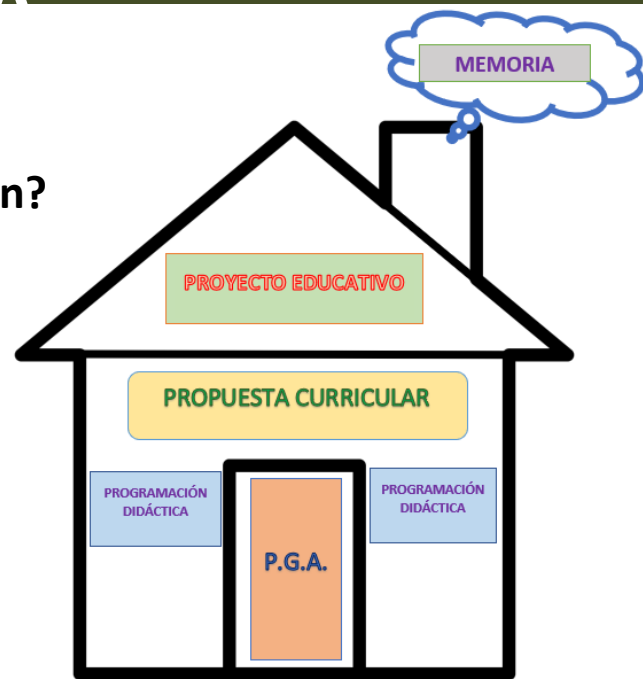 MEMORIA
n?
PROYECTO EDUCATIVO
PROPUESTA CURRICULAR
PROGRAMACIÓN
DIDÁCTICA
PROGRAMACIÓN
DIDÁCTICA
P.G.A.